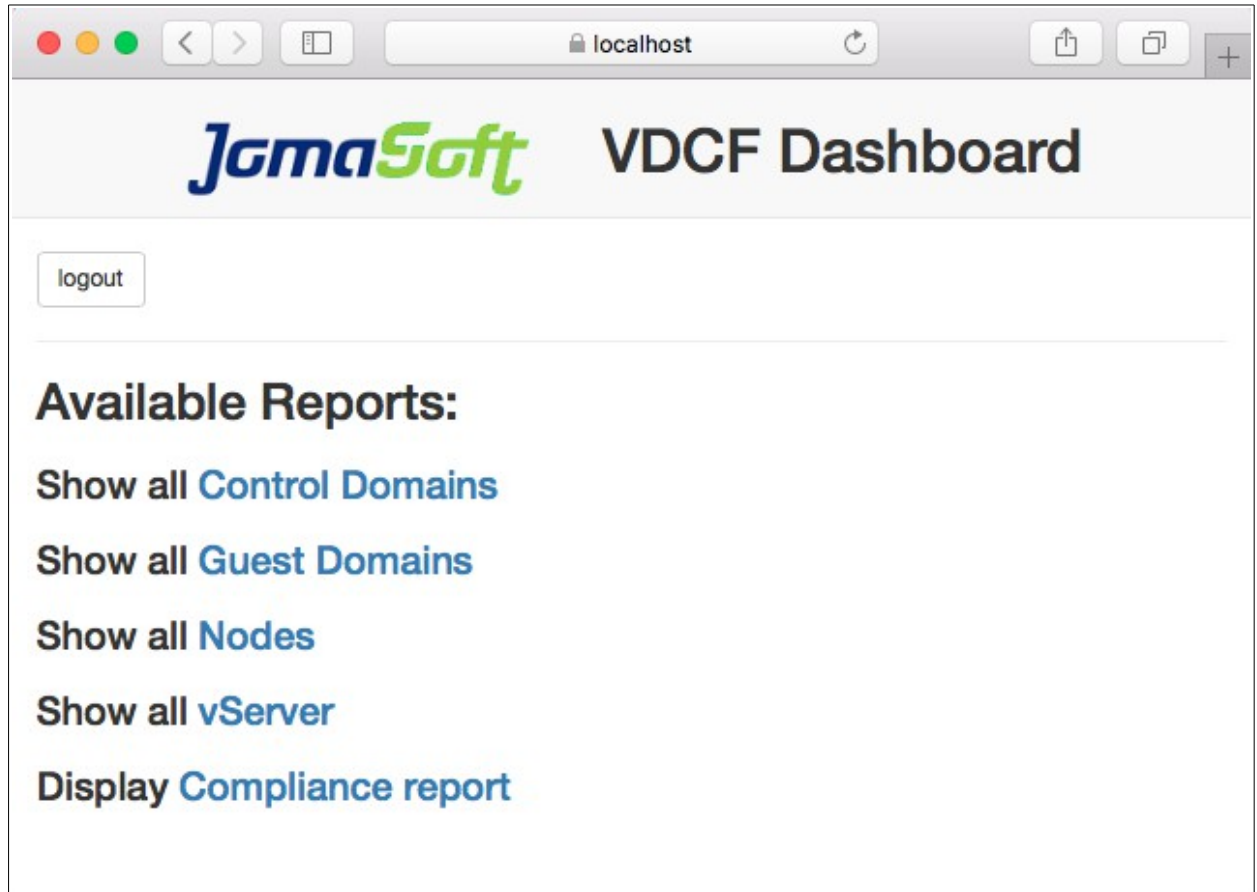 localhost
JomaSoft VDCF Dashboard
logout
Available Reports:
Show all Control Domains
Show all Guest Domains
Show all Nodes
Show all vServer
Display Compliance report